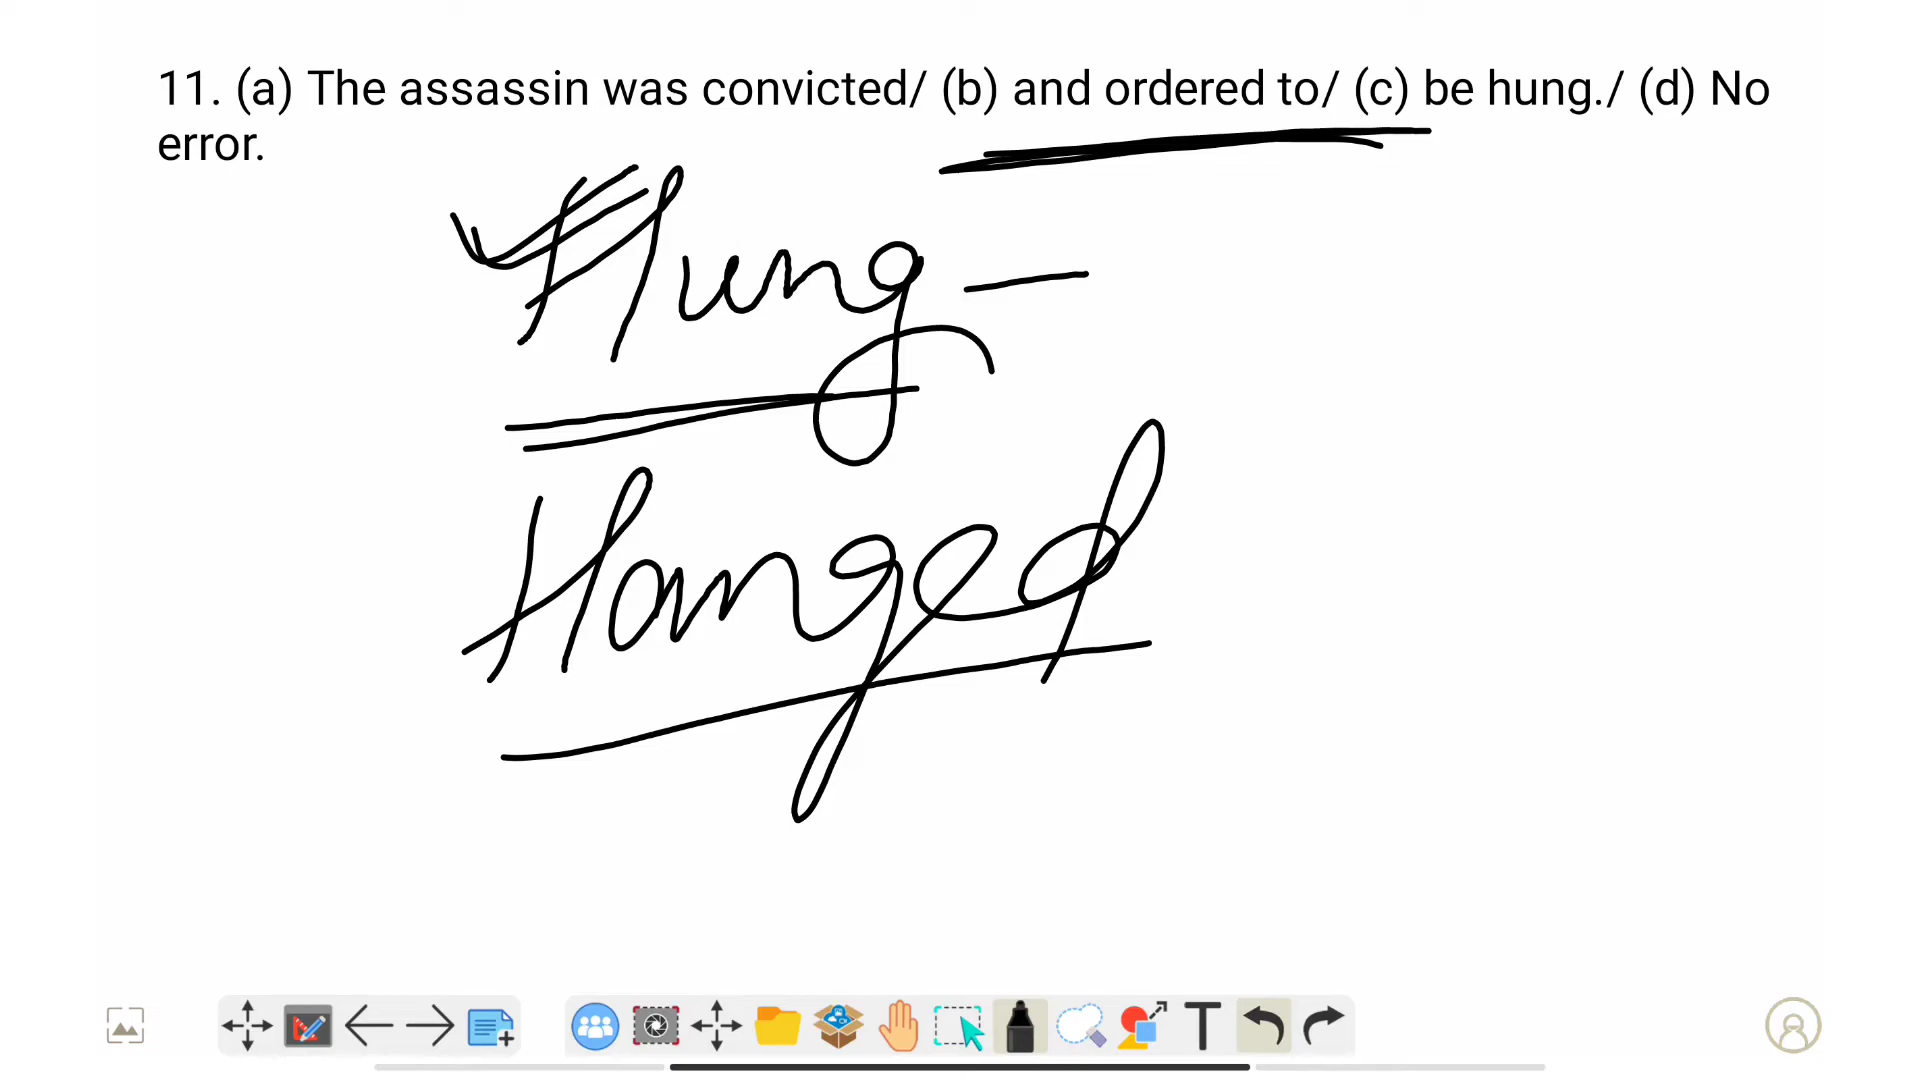 11. (a) The assassin was convicted/ (b) and ordered to/ (c) be hung./ (d) No
error.
Hung –
Hanged